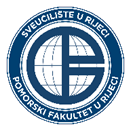 SVEUČILIŠTE U RIJECI
POMORSKI FAKULTET U RIJECI